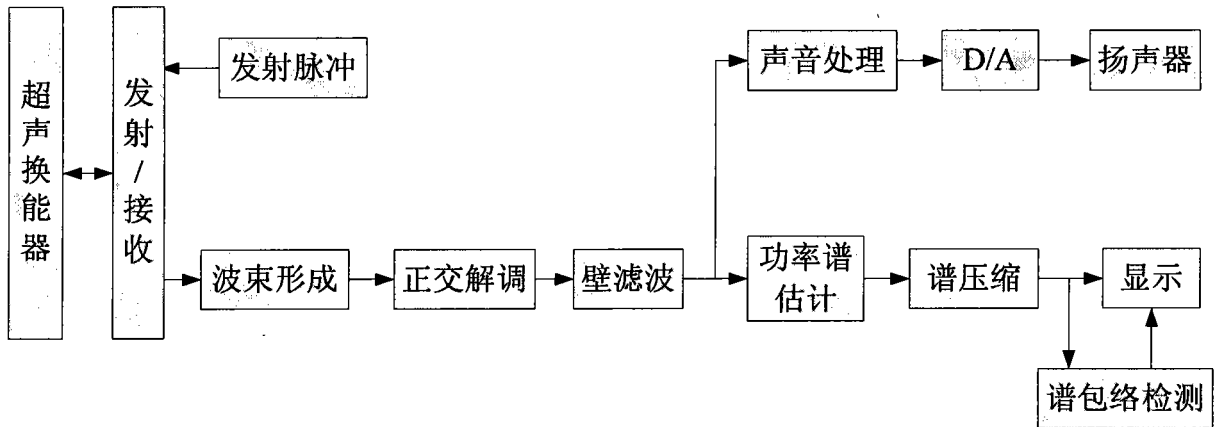 超声换能器
发射/接收
发射脉冲
声音处理
D/A
扬声器
波束形成
正交解调
壁滤波
功率谱
估计
谱压缩
显示
谱包络检测